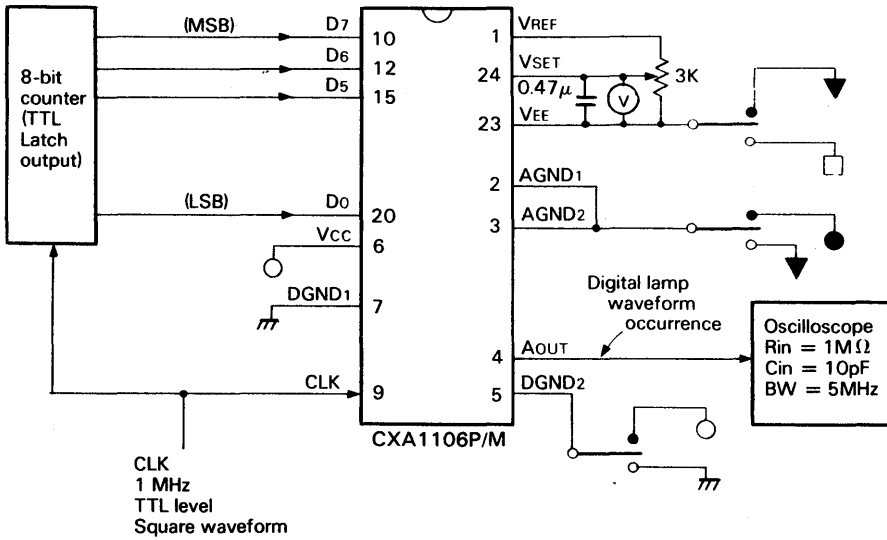 (MSB)
D7
10
D6
12
D5
15
8-bit
counter
(TTL
Latch
output)
(LSB)
D0
20
VCC
6
DGND1
7
CLK
9
CXA1106P/M
CLK
1 MHz
TTL level
Square waveform
1
VREF
24
VSET
0.47μ
V
3K
23
VEE
2
AGND1
3
AGND2
Digital lamp
waveform
occurrence
4
AOUT
5
DGND2
Oscilloscope
Rin = 1MΩ
Cin = 10pF
BW = 5MHz